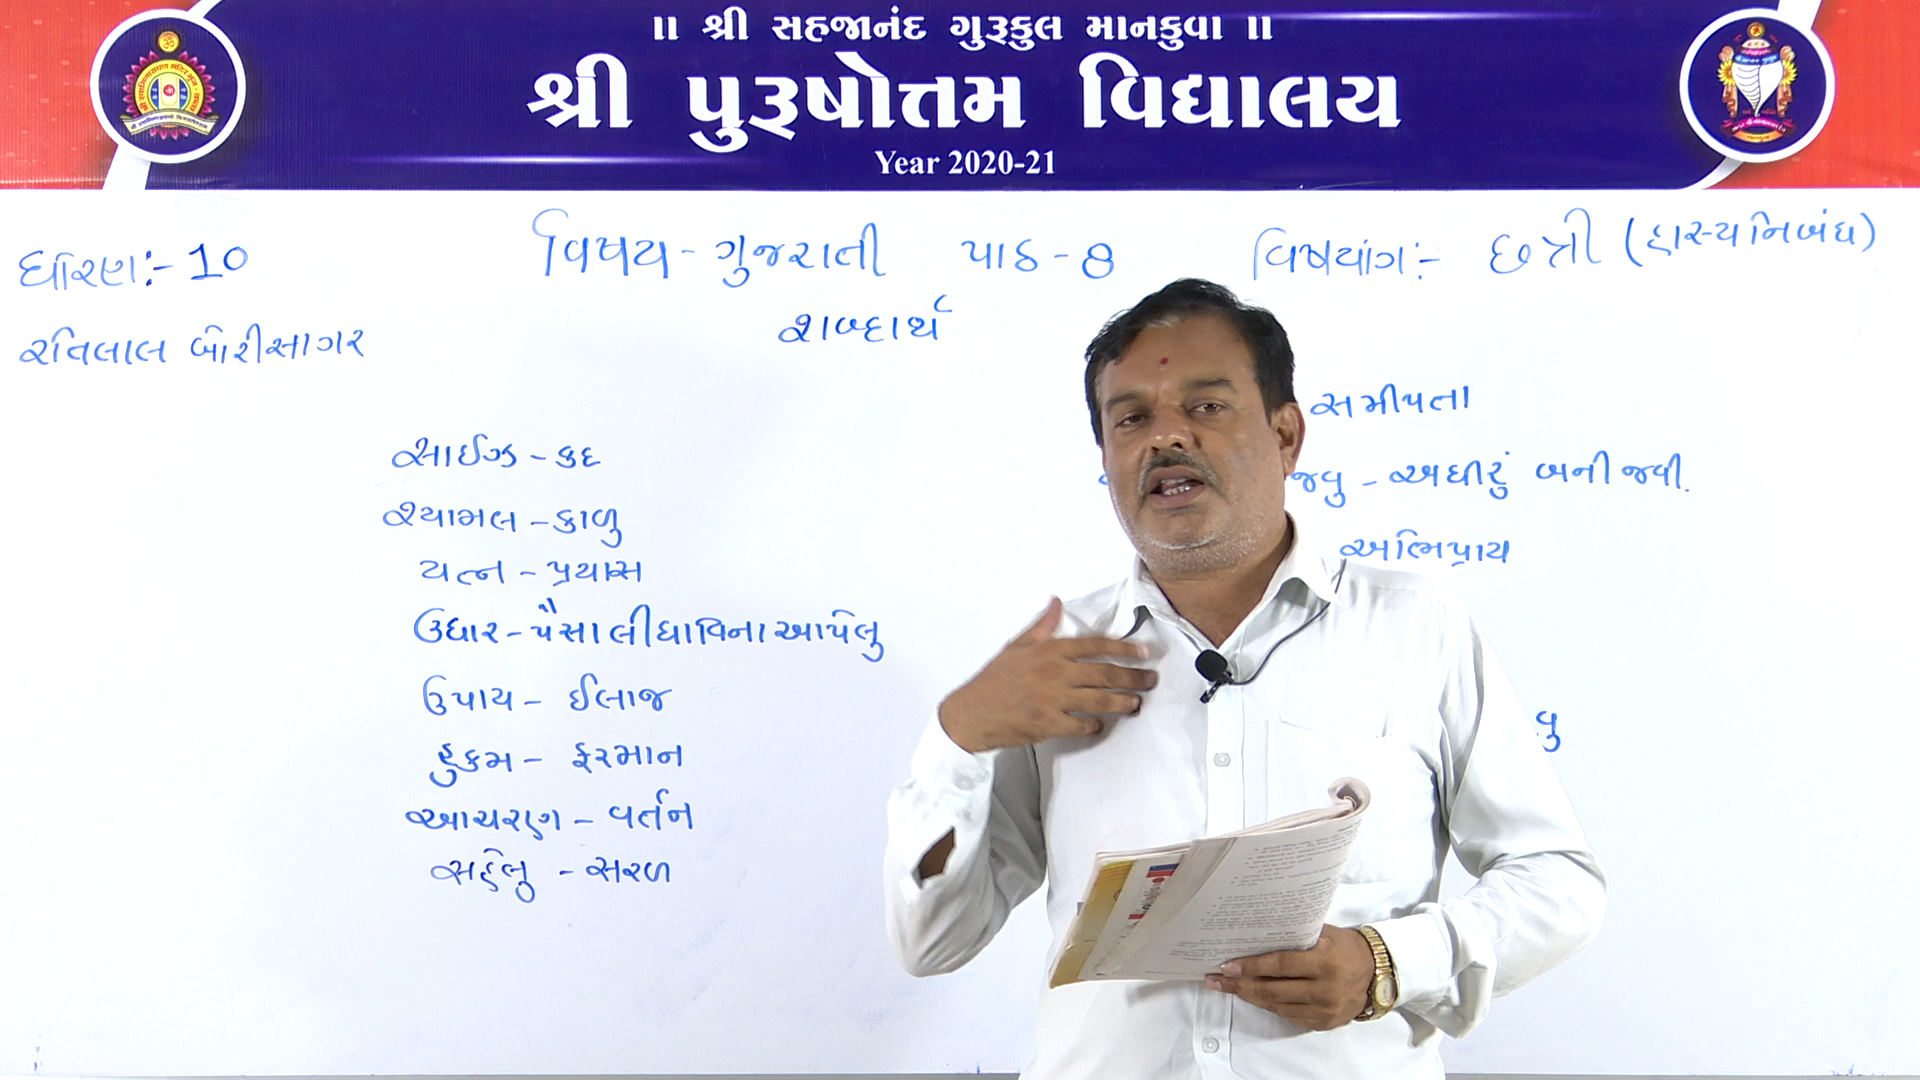 ॥ શ્રી સહજાનંદ ગુરૂકુલ માનકુવા ॥
શ્રી પુરૂષોત્તમ વિદ્યાલય
Year 2020-21
ધોરણ:- 10 વિષય - ગુજરાતી પાઠ - 8 વિષયાંગ:- છત્રી (હાસ્યનિબંધ)
રતિલાલ બોરીસાગર શબ્દાર્થ
સાઈઝ - કદ
શ્યામલ - કાળુ
યત્ન - પ્રયાસ
ઉધાર - પૈસા લીધા વિના આપેલુ
ઉપાય - ઈલાજ
હુકમ - ફરમાન
આચરણ - વર્તન
સહેલુ - સરળ
સમીપતા
જવુ - અધીરું બની જવી.
અભિપ્રાય
વુ